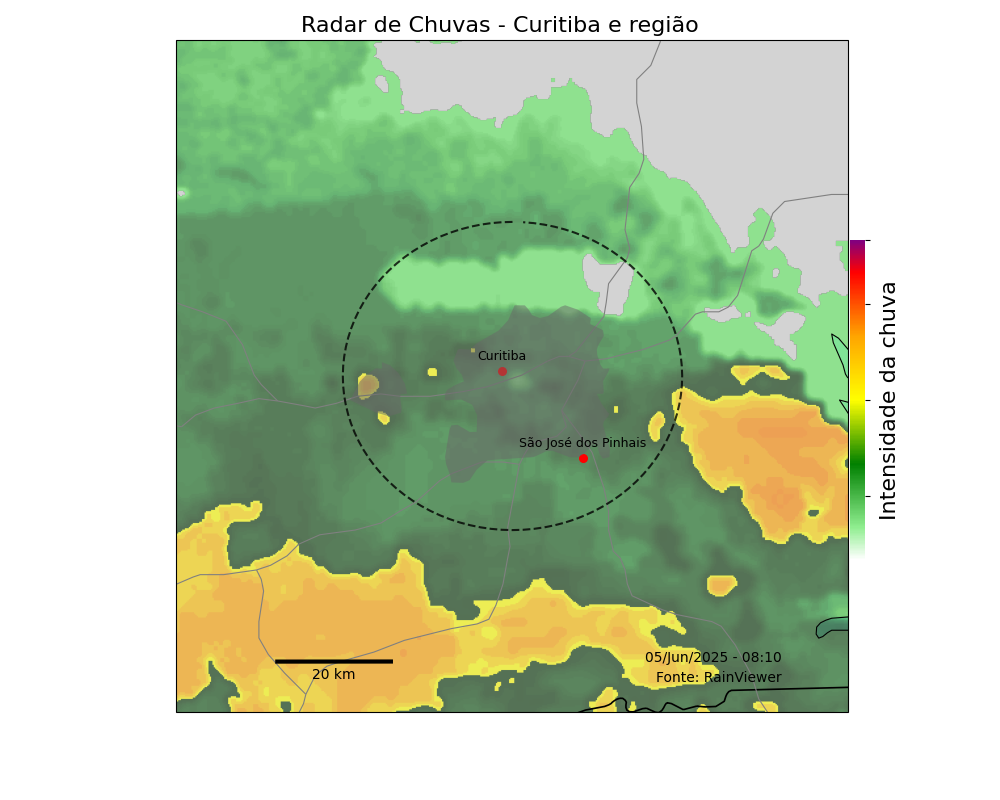 Radar de Chuvas - Curitiba e região
Curitiba
São José dos Pinhais
Intensidade da chuva
05/Jun/2025 - 08:10
20 km
Fonte: RainViewer